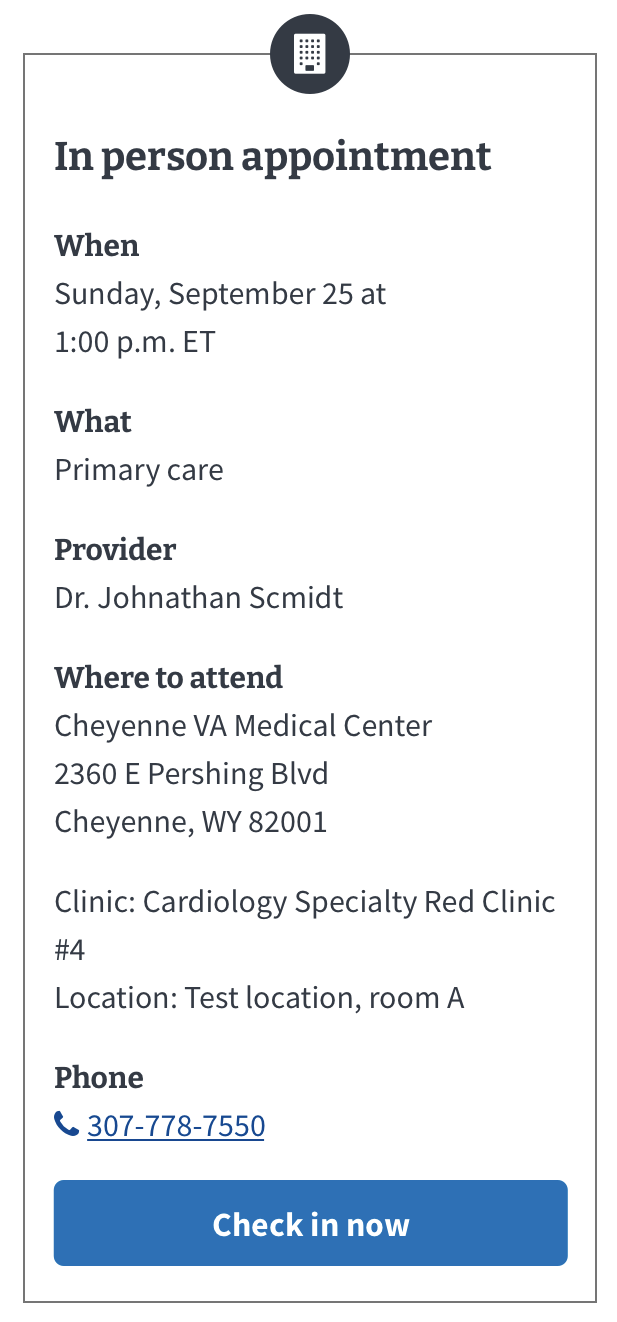 In person appointment
When
Sunday, September 25 at
1:00 p.m. ET
What
Primary care
Provider
Dr. Johnathan Scmidt
Where to attend
Cheyenne VA Medical Center
2360 E Pershing Blvd
Cheyenne, WY 82001
Clinic: Cardiology Specialty Red Clinic
#4
Location: Test location, room A
Phone
307-778-7550
Check in now